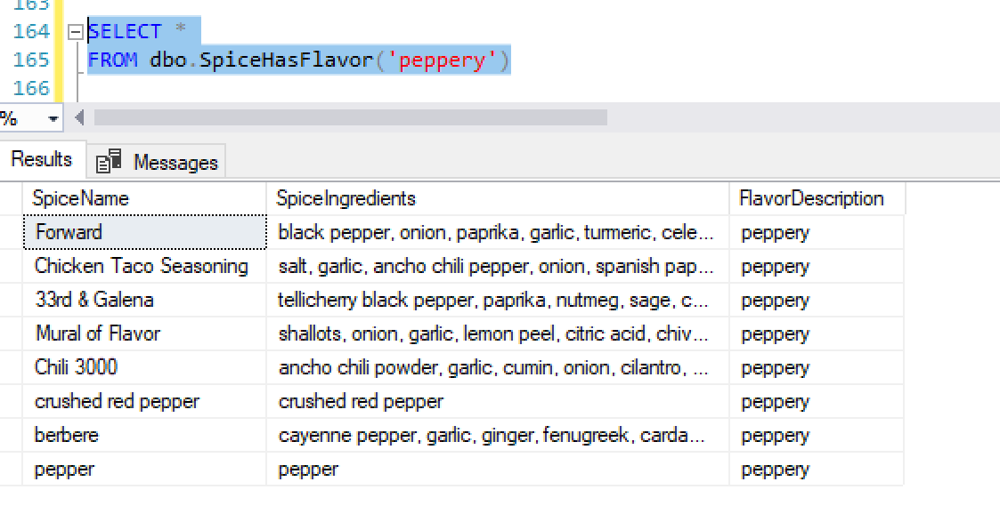 163
164 SELECT *
165 FROM dbo.SpiceHasFlavor('peppery')
166
%
Results Messages
SpiceName SpiceIngredients FlavorDescription
Forward black pepper, onion, paprika, garlic, turmeric, cele... peppery
Chicken Taco Seasoning salt, garlic, ancho chili pepper, onion, spanish pap... peppery
33rd & Galena tellicherry black pepper, paprika, nutmeg, sage, c... peppery
Mural of Flavor shallots, onion, garlic, lemon peel, citric acid, chiv... peppery
Chili 3000 ancho chili powder, garlic, cumin, onion, cilantro, ... peppery
crushed red pepper crushed red pepper peppery
berbere cayenne pepper, garlic, ginger, fenugreek, carda... peppery
pepper pepper peppery